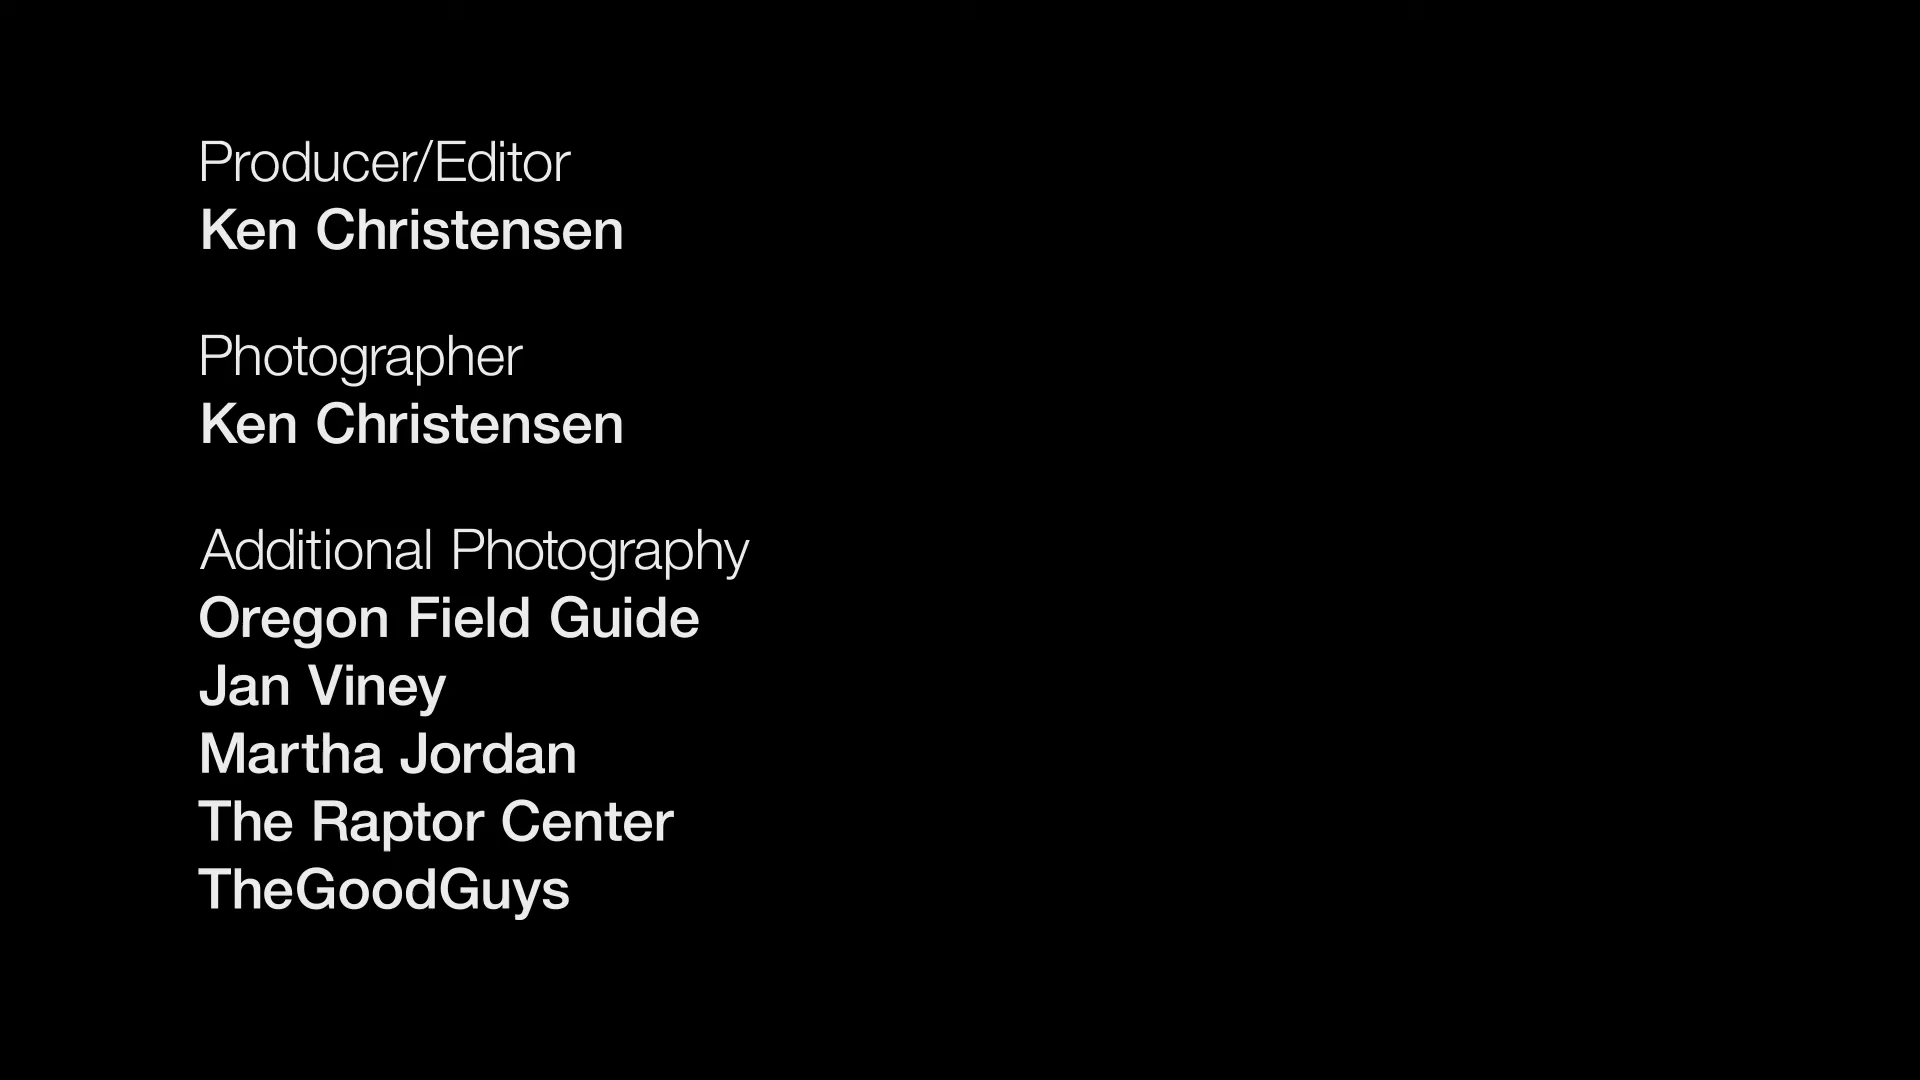 Producer/Editor
Ken Christensen
Photographer
Ken Christensen
Additional Photography
Oregon Field Guide
Jan Viney
Martha Jordan
The Raptor Center
TheGoodGuys